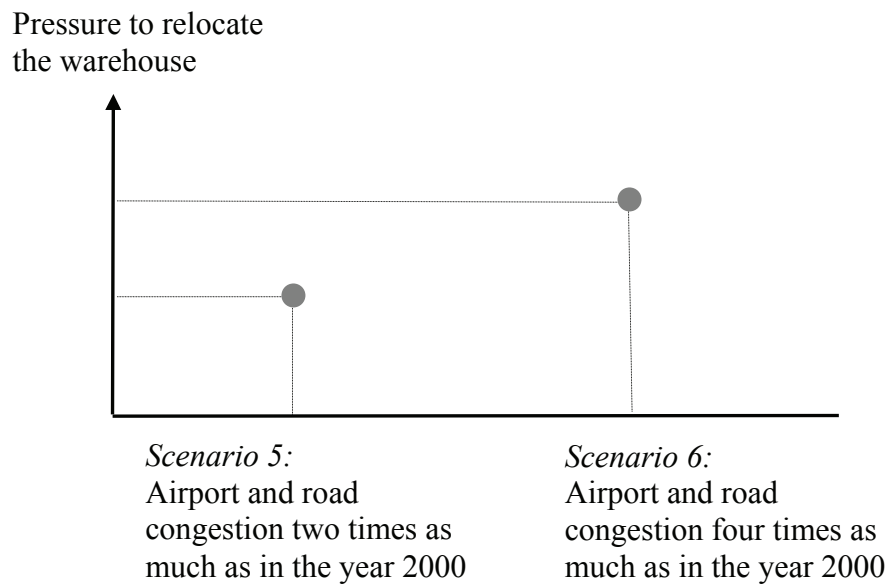 Pressure to relocate
the warehouse
Scenario 5:
Airport and road
congestion two times as
much as in the year 2000
Scenario 6:
Airport and road
congestion four times as
much as in the year 2000